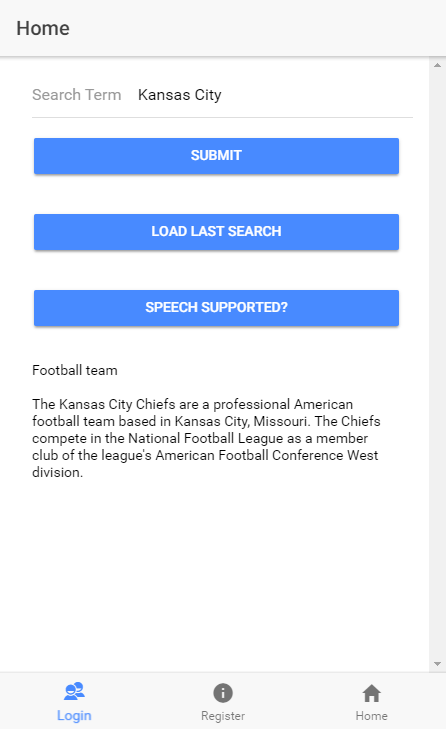 Home
Search Term Kansas City
SUBMIT
LOAD LAST SEARCH
SPEECH SUPPORTED?
Football team
The Kansas City Chiefs are a professional American
football team based in Kansas City, Missouri. The Chiefs
compete in the National Football League as a member
club of the league's American Football Conference West
division.
Login Register Home